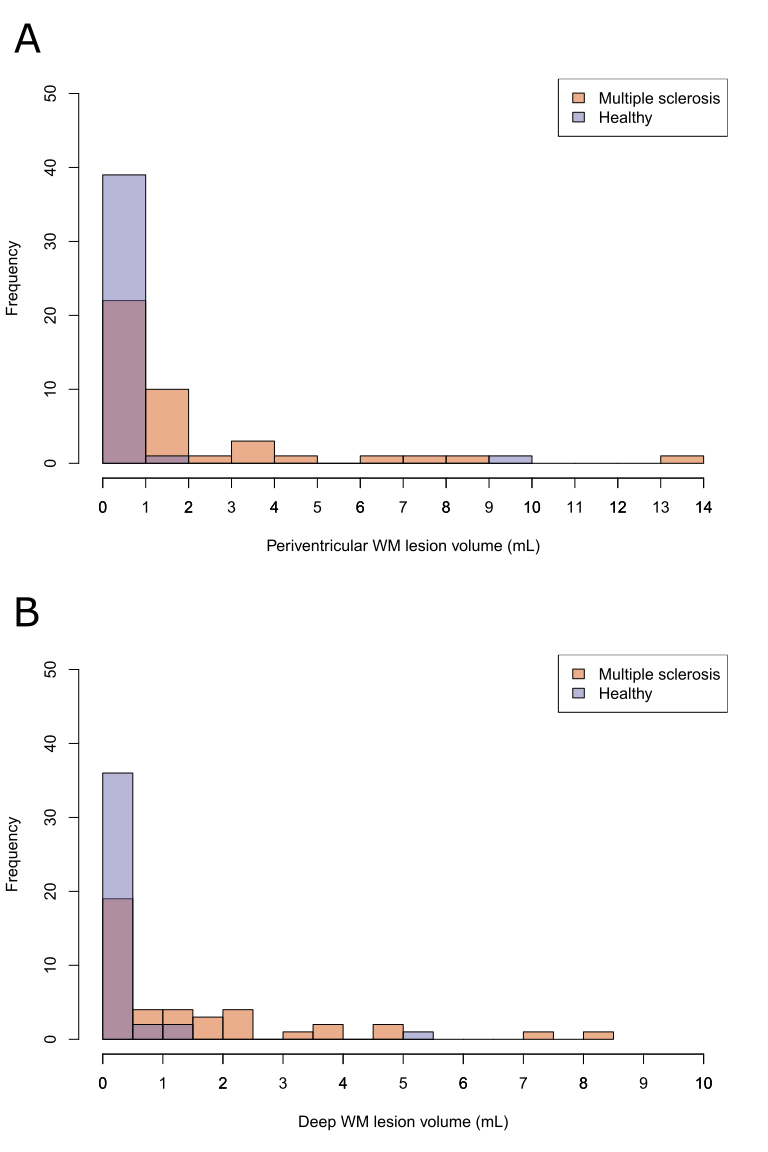 A
Multiple sclerosis
Healthy
50
40
30
20
10
0
Frequency
0 1 2 3 4 5 6 7 8 9 10 11 12 13 14
Periventricular WM lesion volume (mL)
B
Multiple sclerosis
Healthy
50
40
30
20
10
0
Frequency
0 1 2 3 4 5 6 7 8 9 10
Deep WM lesion volume (mL)